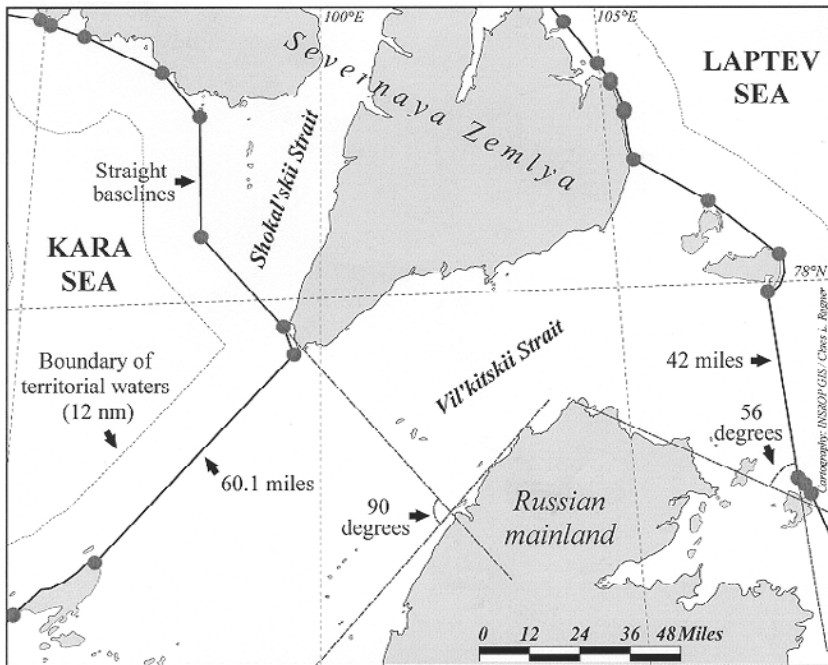 100°E
105°E
LAPTEV
SEA
Severnaya Zemlya
Straight
baselines
Shokal'skii Strait
KARA
SEA
78°N
Boundary of
territorial waters
(12 nm)
Vil'kitskii Strait
42 miles
56
degrees
60.1 miles
90
degrees
Russian
mainland
0 12 24 36 48 Miles
Cartography: INSROP GIS / Claes L. Ragner